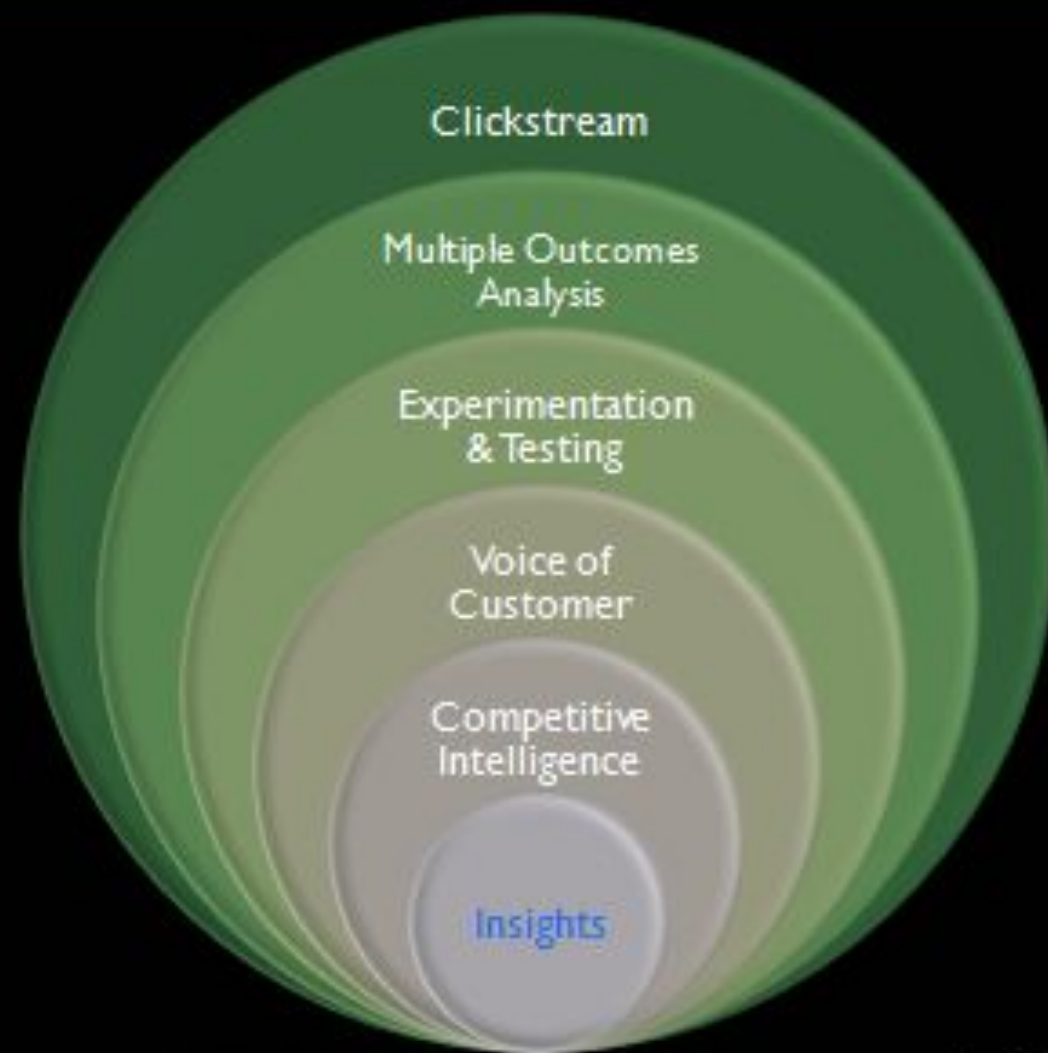 Clickstream
Multiple Outcomes
Analysis
Experimentation
& Testing
Voice of
Customer
Competitive
Intelligence
Insights